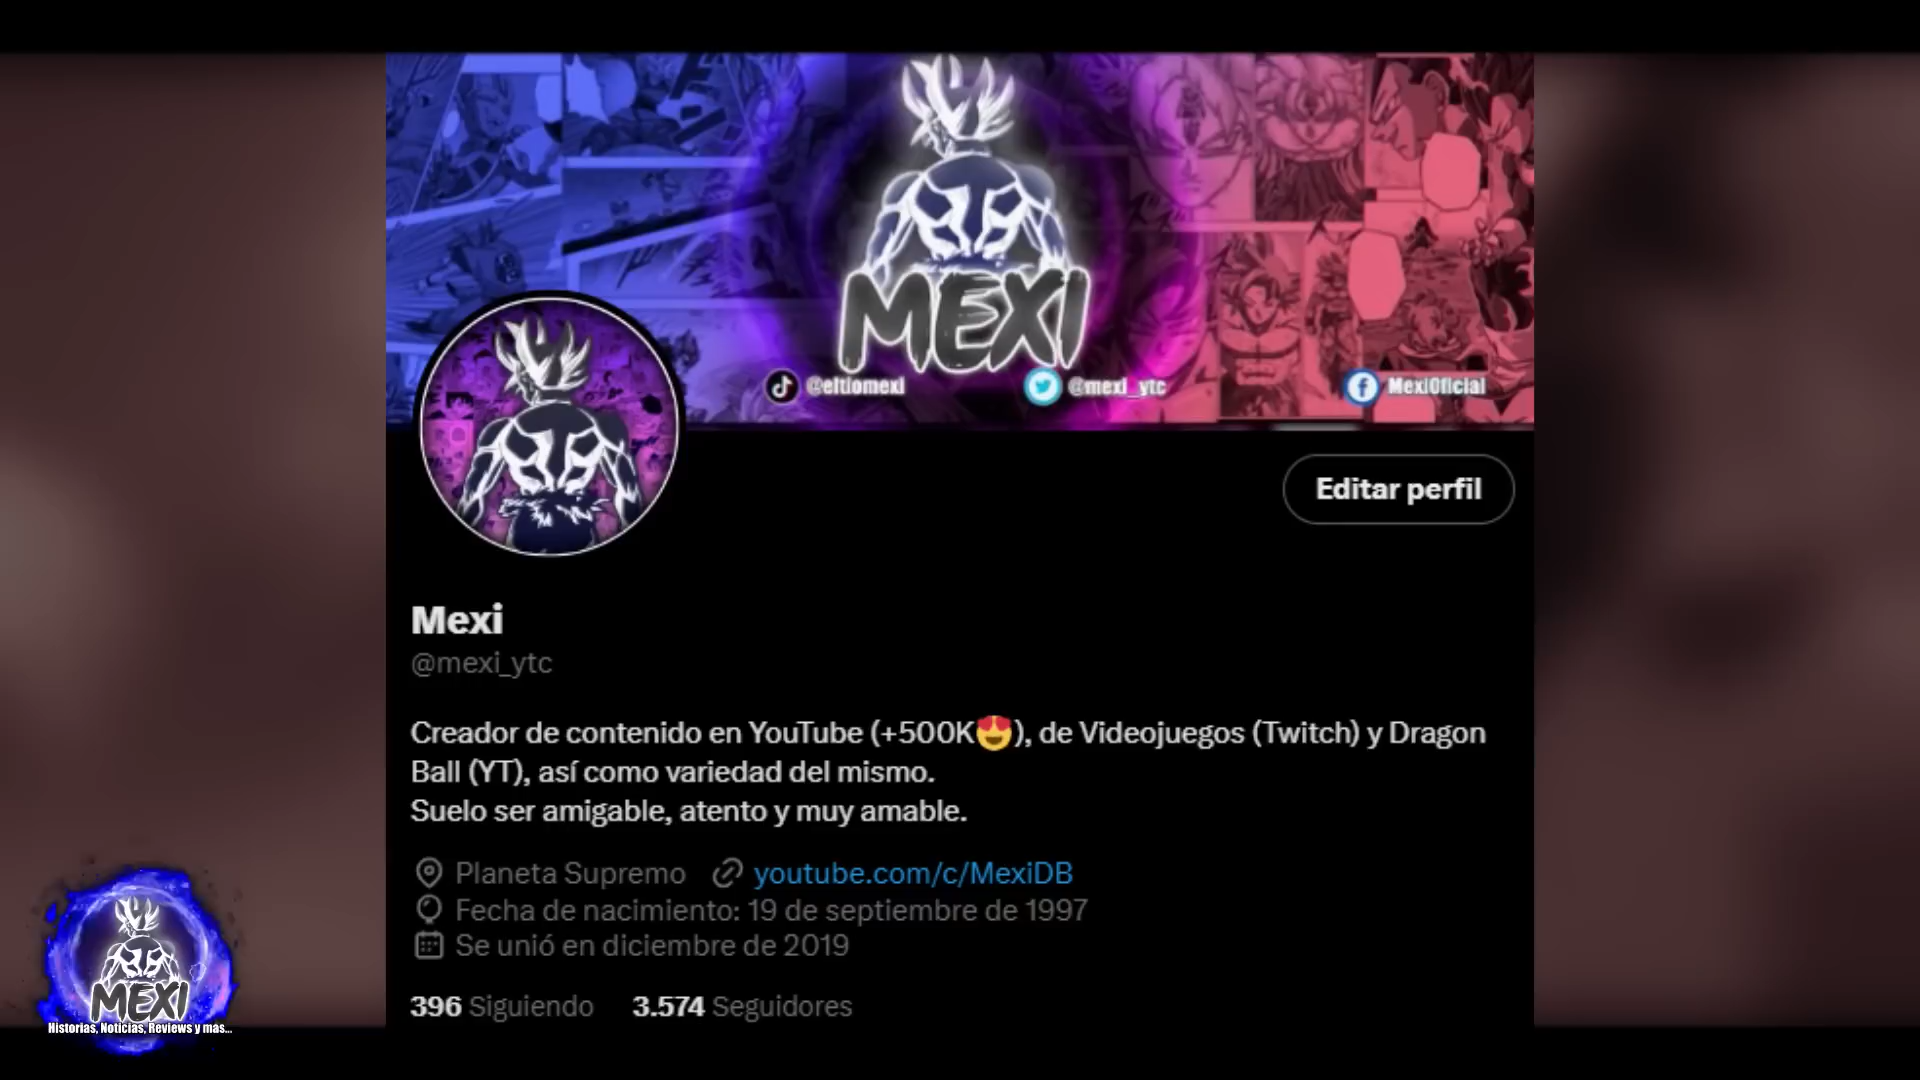 MEXI
@eltiomexi
@mexi_ytc
MexiOficial
Editar perfil
Mexi
@mexi_ytc
Creador de contenido en YouTube (+500K😍), de Videojuegos (Twitch) y Dragon
Ball (YT), así como variedad del mismo.
Suelo ser amigable, atento y muy amable.
Planeta Supremo youtube.com/c/MexiDB
Fecha de nacimiento: 19 de septiembre de 1997
Se unió en diciembre de 2019
396 Siguiendo 3.574 Seguidores
MEXI
Historias, Noticias, Reviews y mas...